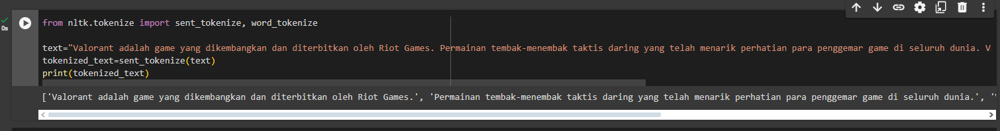 0s
from nltk.tokenize import sent_tokenize, word_tokenize
text="Valorant adalah game yang dikembangkan dan diterbitkan oleh Riot Games. Permainan tembak-menembak taktis daring yang telah menarik perhatian para penggemar game di seluruh dunia. V
tokenized_text=sent_tokenize(text)
print(tokenized_text)
['Valorant adalah game yang dikembangkan dan diterbitkan oleh Riot Games.', 'Permainan tembak-menembak taktis daring yang telah menarik perhatian para penggemar game di seluruh dunia.', '